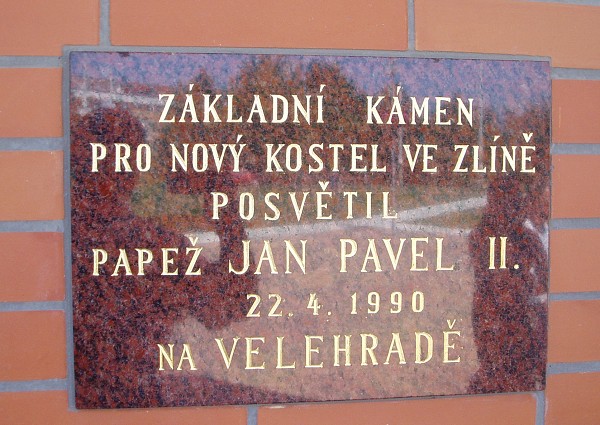 ZÁKLADNÍ KÁMEN
PRO NOVÝ KOSTEL VE ZLÍNĚ
POSVĚTIL
PAPEŽ JAN PAVEL II.
22. 4. 1990
NA VELEHRADĚ